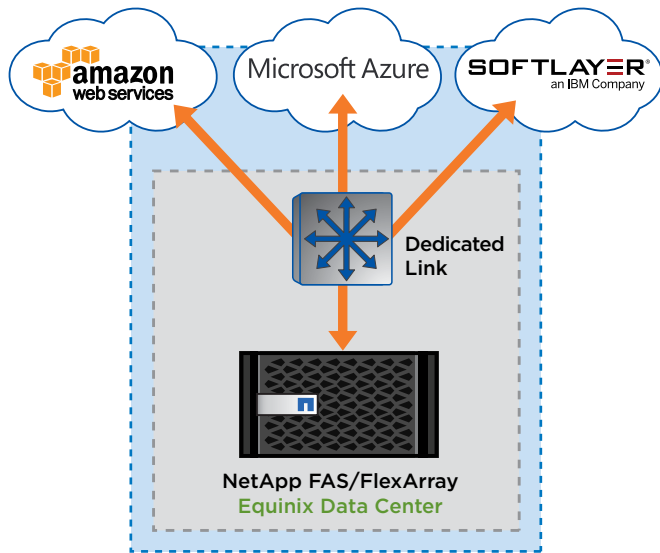 amazon
web services
Microsoft Azure
SOFTLAYER®
an IBM Company
Dedicated
Link
NetApp FAS/FlexArray
Equinix Data Center